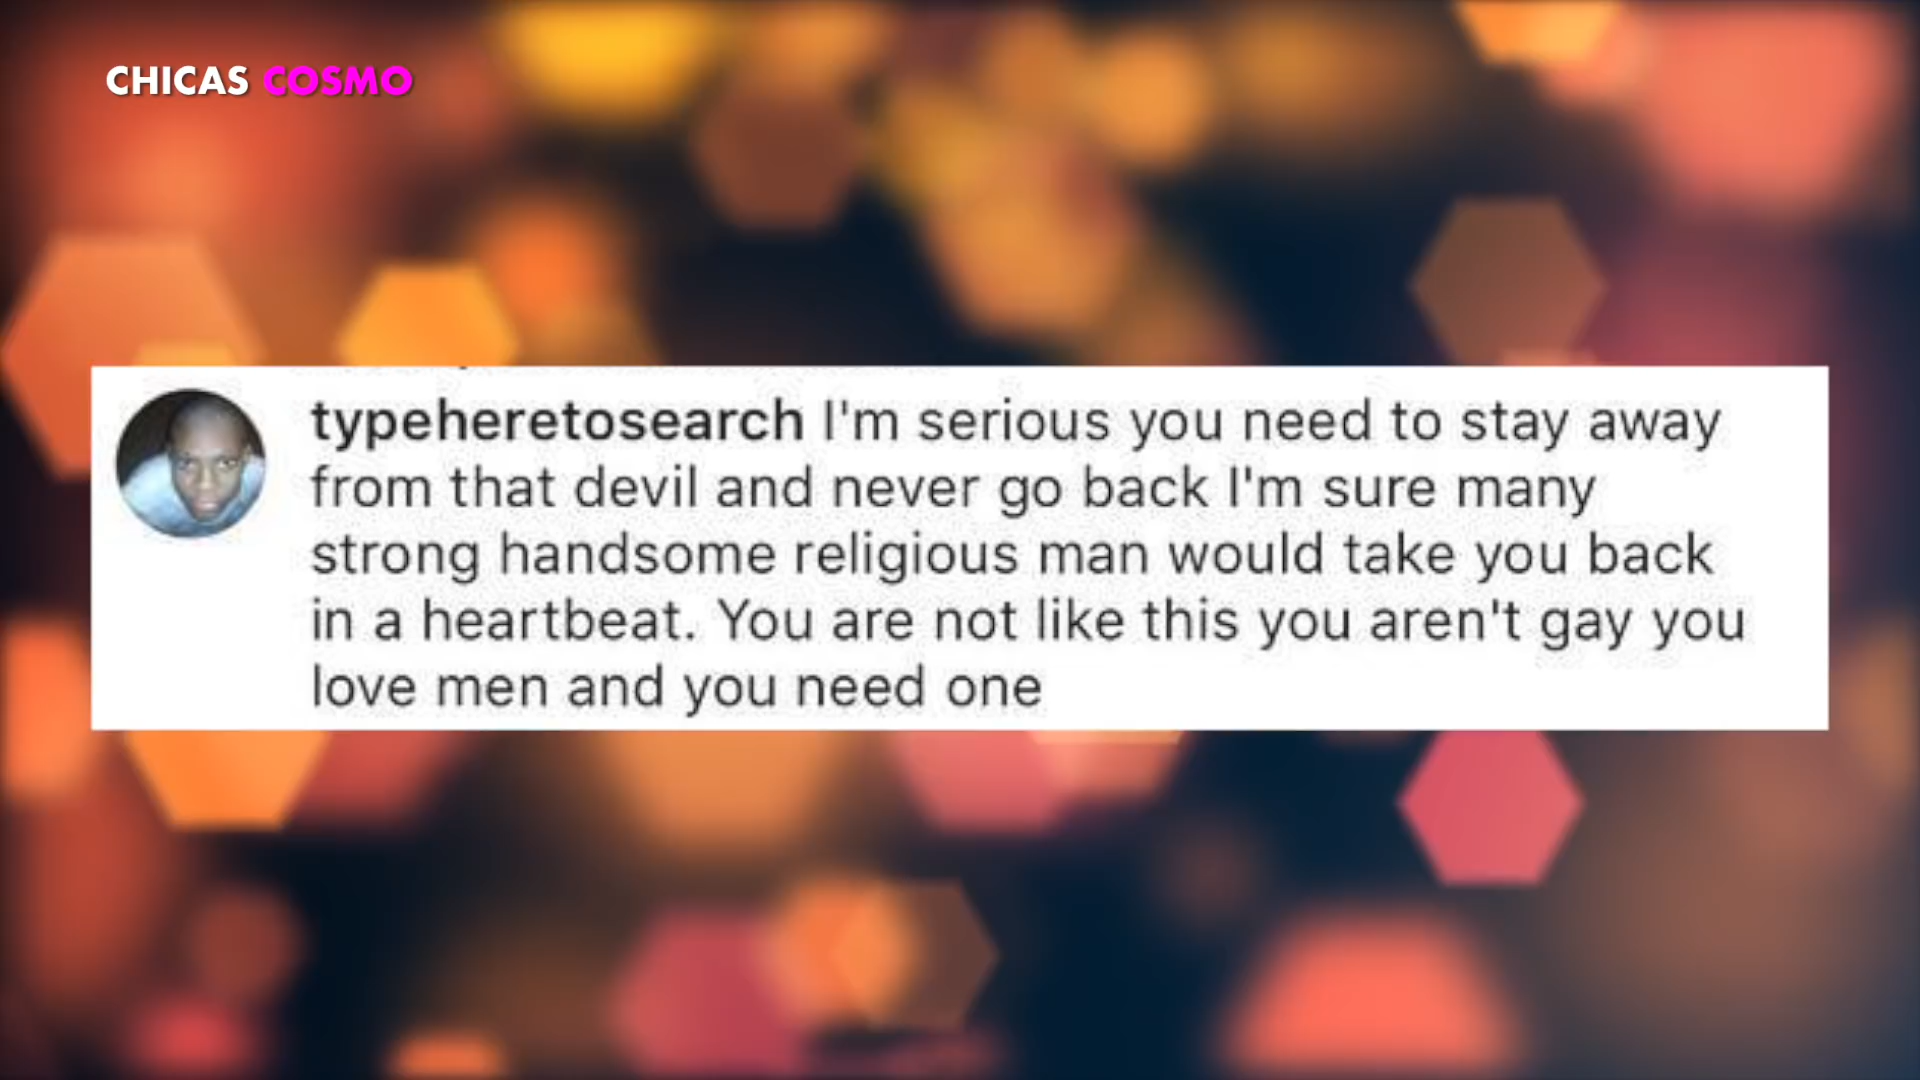 CHICAS COSMO
typeheretosearch I'm serious you need to stay away
from that devil and never go back I'm sure many
strong handsome religious man would take you back
in a heartbeat. You are not like this you aren't gay you
love men and you need one